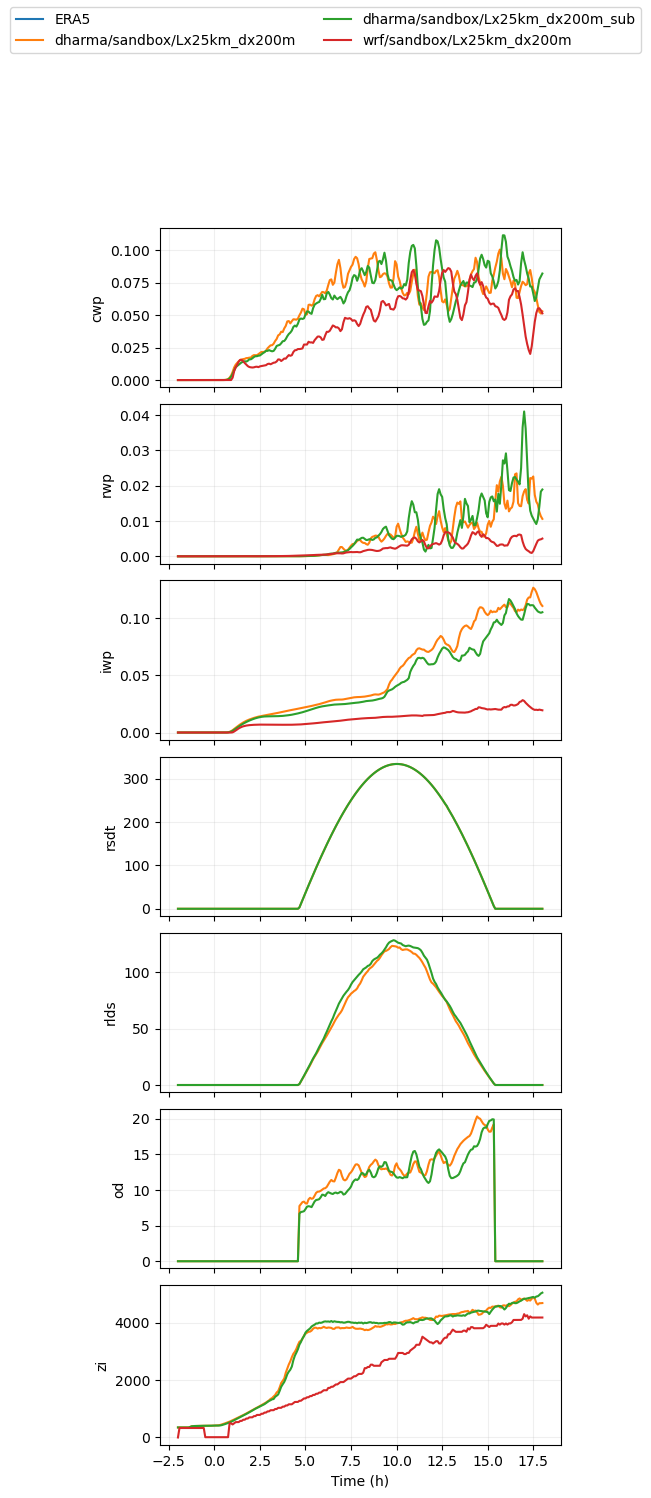 ERA5 dharma/sandbox/Lx25km_dx200m_sub
dharma/sandbox/Lx25km_dx200m wrf/sandbox/Lx25km_dx200m
0.100
0.075
0.050
0.025
0.000
cwp
0.04
0.03
0.02
0.01
0.00
rwp
0.10
0.05
0.00
iwp
300
200
100
0
rsdt
100
50
0
rlds
20
15
10
5
0
od
4000
2000
0
zi
−2.5 0.0 2.5 5.0 7.5 10.0 12.5 15.0 17.5
Time (h)